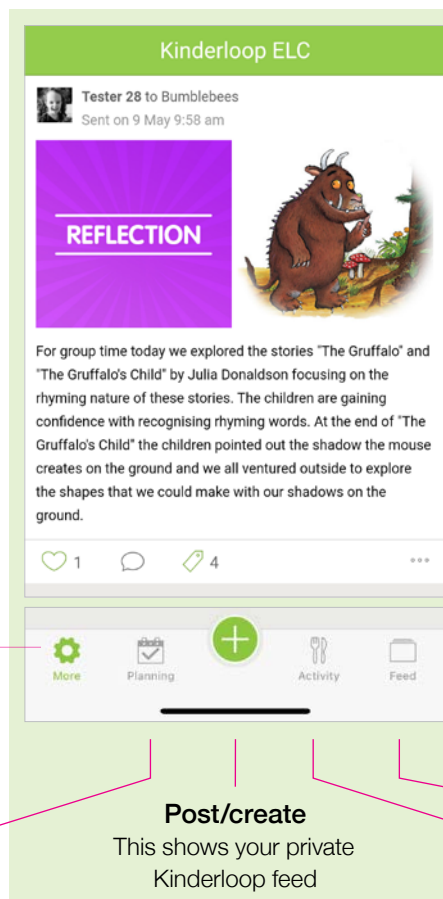 Kinderloop ELC
Tester 28 to Bumblebees
Sent on 9 May 9:58 am
REFLECTION
For group time today we explored the stories "The Gruffalo" and
"The Gruffalo's Child" by Julia Donaldson focusing on the
rhyming nature of these stories. The children are gaining
confidence with recognising rhyming words. At the end of "The
Gruffalo's Child" the children pointed out the shadow the mouse
creates on the ground and we all ventured outside to explore
the shapes that we could make with our shadows on the
ground.
1 4
More Planning Activity Feed
Post/create
This shows your private
Kinderloop feed